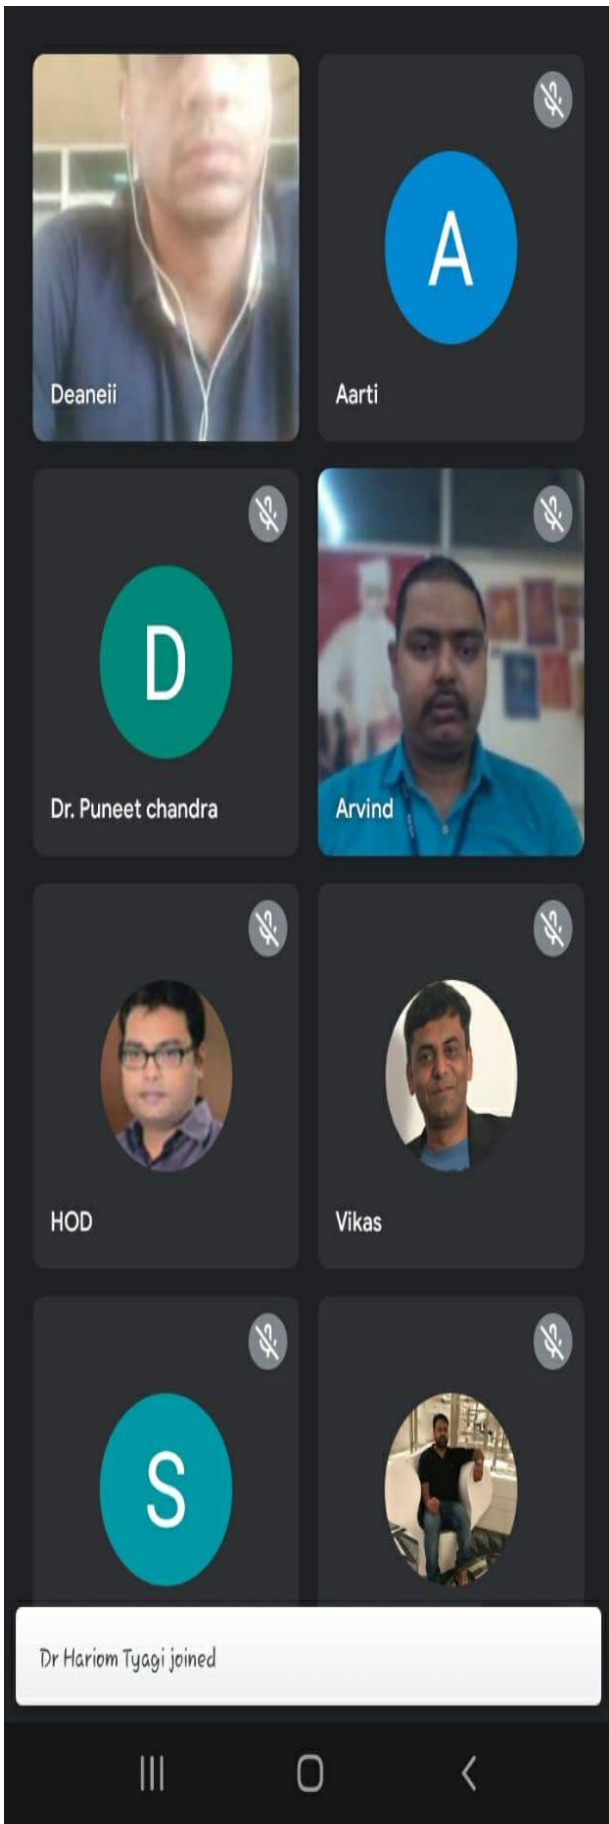 Deaneii
A
Aarti
D
Dr. Puneet chandra
Arvind
HOD
Vikas
S
Dr Hariom Tyagi joined